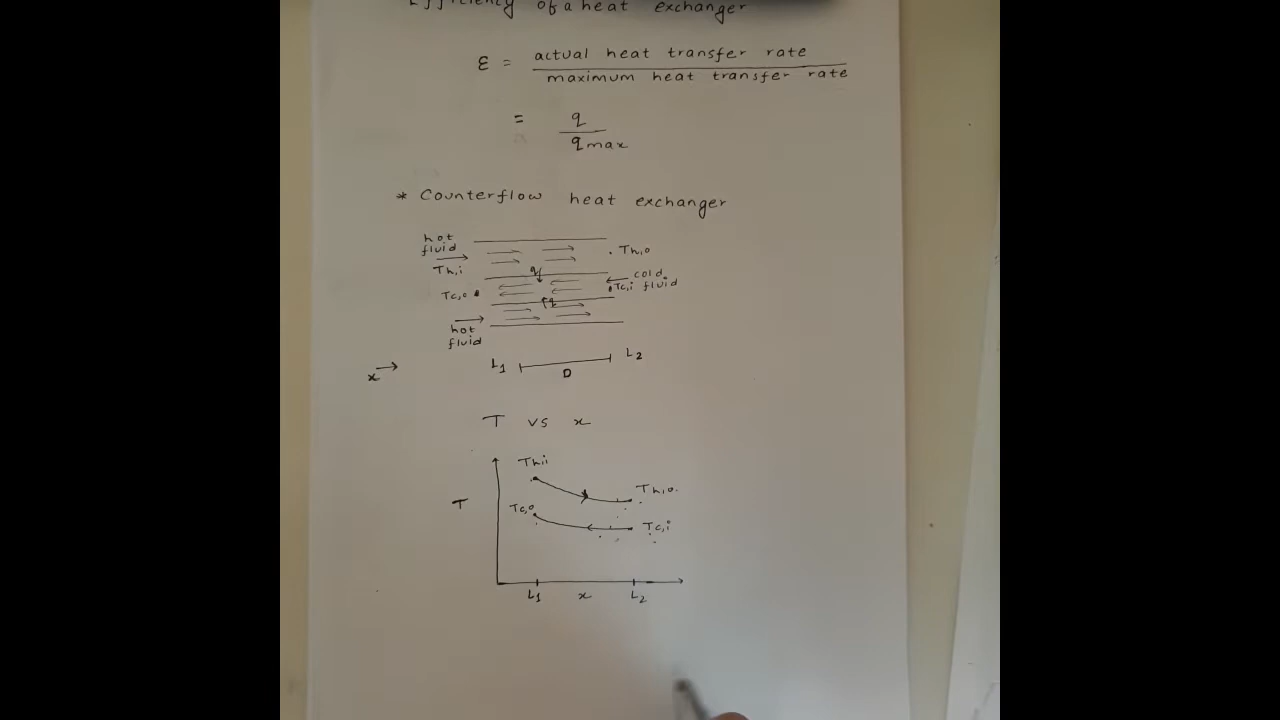 Efficiency of a heat exchanger
ε = actual heat transfer rate
maximum heat transfer rate
= q
qmax
* Counterflow heat exchanger
hot
fluid
Th,i
Th,o
q
cold
fluid
Tc,i
Tc,o
q
hot
fluid
x
L1
L2
D
T vs x
Th,i
Th,o
T
Tc,o
Tc,i
L1 x L2